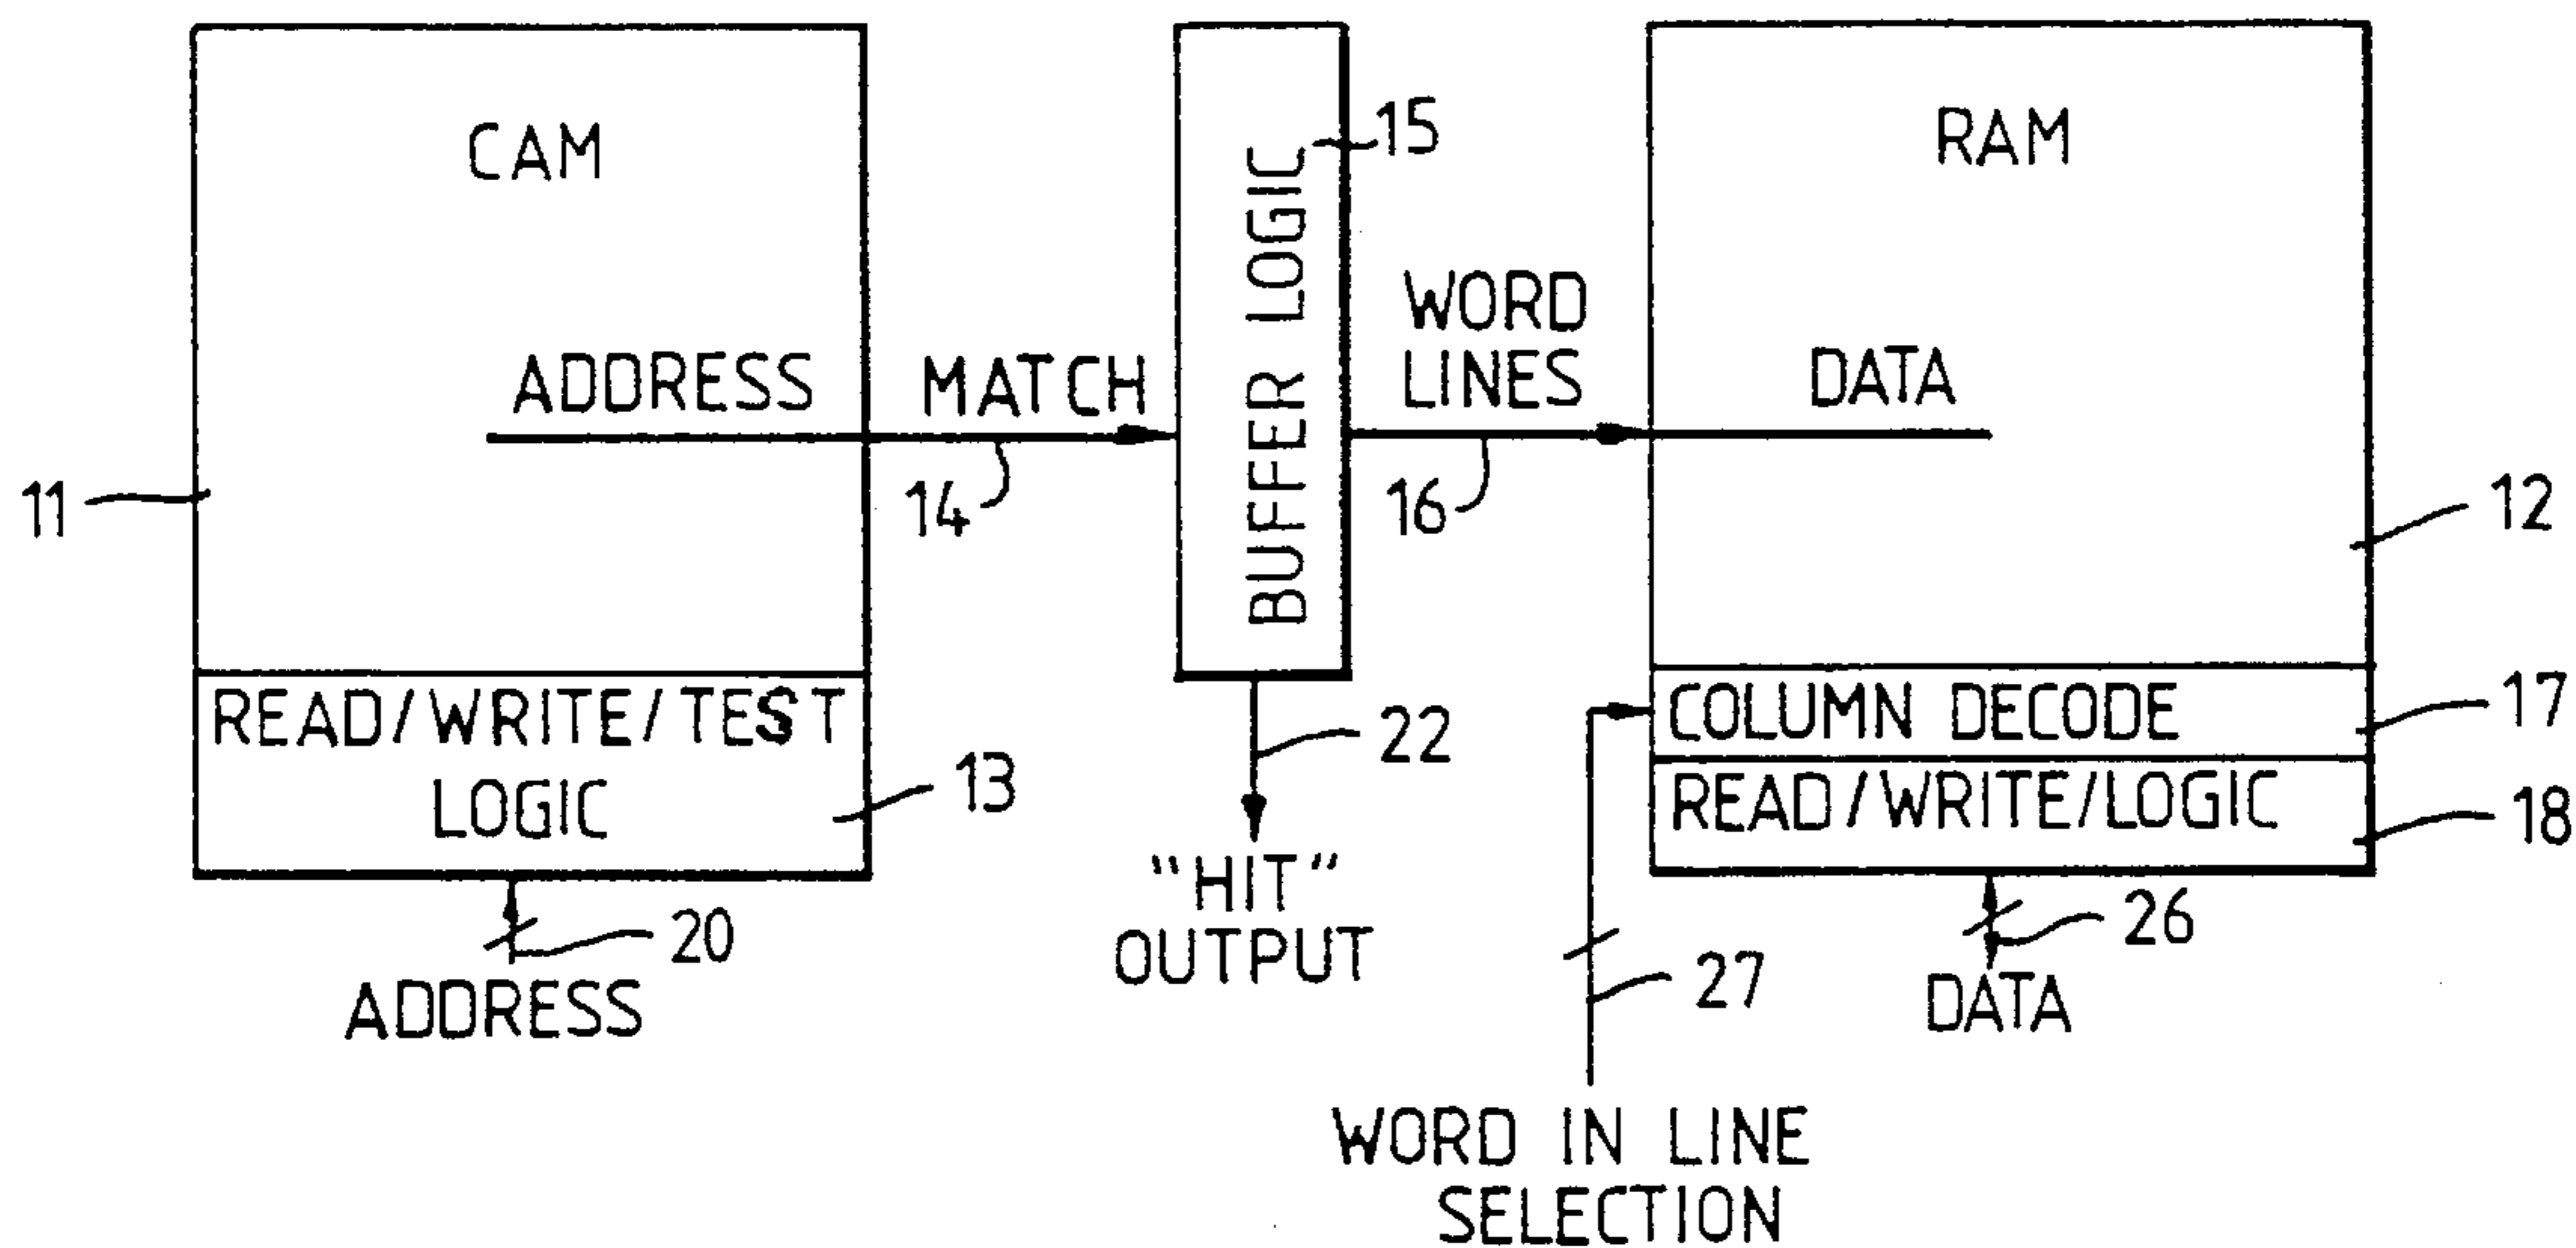 CAM
ADDRESS
11
READ/WRITE/TEST
LOGIC
13
20
ADDRESS
MATCH
14
BUFFER LOGIC
15
22
"HIT"
OUTPUT
WORD
LINES
16
RAM
DATA
12
COLUMN DECODE
17
READ/WRITE/LOGIC
18
26
DATA
27
WORD IN LINE
SELECTION